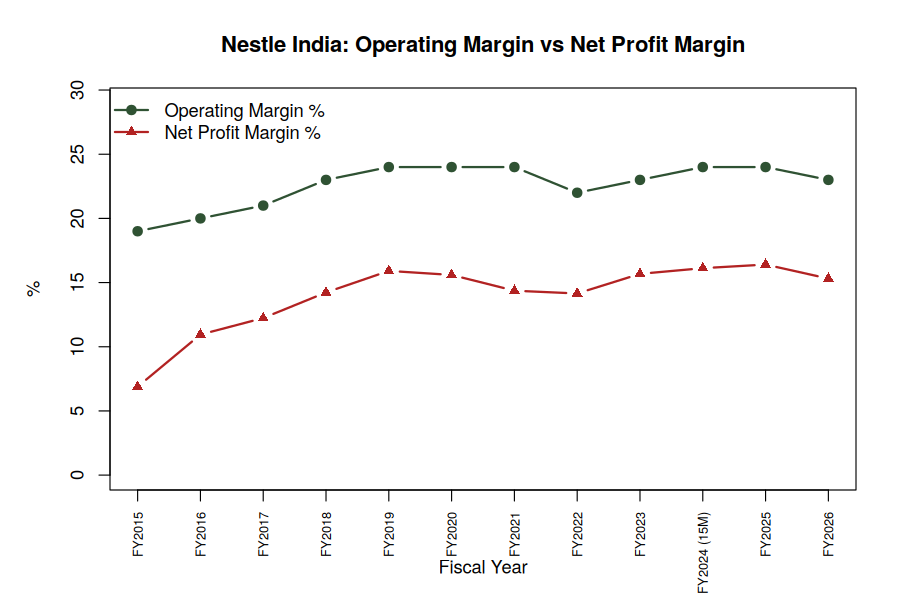 Nestle India: Operating Margin vs Net Profit Margin
Operating Margin %
Net Profit Margin %
30
25
20
15
10
5
0
%
FY2015
FY2016
FY2017
FY2018
FY2019
FY2020
FY2021
FY2022
FY2023
FY2024 (15M)
FY2025
FY2026
Fiscal Year